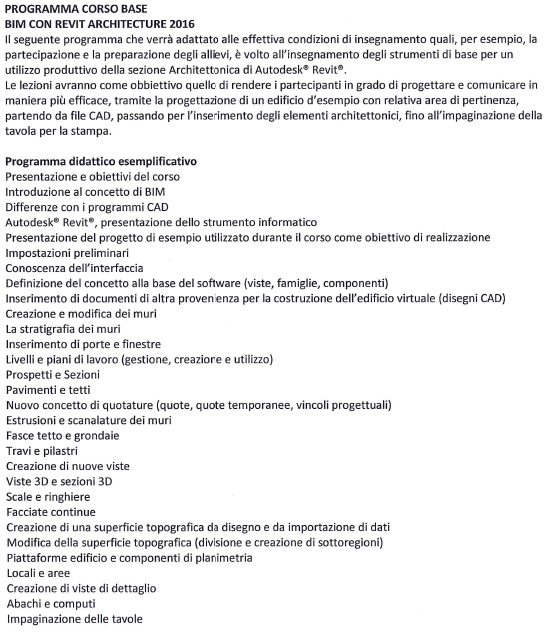 PROGRAMMA CORSO BASE
BIM CON REVIT ARCHITECTURE 2016
Il seguente programma che verrà adattato alle effettiva condizioni di insegnamento quali, per esempio, la
partecipazione e la preparazione degli allievi, è volto all'insegnamento degli strumenti di base per un
utilizzo produttivo della sezione Architettonica di Autodesk® Revit®.
Le lezioni avranno come obbiettivo quello di rendere i partecipanti in grado di progettare e comunicare in
maniera più efficace, tramite la progettazione di un edificio d'esempio con relativa area di pertinenza,
partendo da file CAD, passando per l'inserimento degli elementi architettonici, fino all'impaginazione della
tavola per la stampa.
Programma didattico esemplificativo
Presentazione e obiettivi del corso
Introduzione al concetto di BIM
Differenze con i programmi CAD
Autodesk® Revit®, presentazione dello strumento informatico
Presentazione del progetto di esempio utilizzato durante il corso come obiettivo di realizzazione
Impostazioni preliminari
Conoscenza dell'interfaccia
Definizione del concetto alla base del software (viste, famiglie, componenti)
Inserimento di documenti di altra provenienza per la costruzione dell'edificio virtuale (disegni CAD)
Creazione e modifica dei muri
La stratigrafia dei muri
Inserimento di porte e finestre
Livelli e piani di lavoro (gestione, creazione e utilizzo)
Prospetti e Sezioni
Pavimenti e tetti
Nuovo concetto di quotature (quote, quote temporanee, vincoli progettuali)
Estrusioni e scanalature dei muri
Fasce tetto e grondaie
Travi e pilastri
Creazione di nuove viste
Viste 3D e sezioni 3D
Scale e ringhiere
Facciate continue
Creazione di una superficie topografica da disegno e da importazione di dati
Modifica della superficie topografica (divisione e creazione di sottoregioni)
Piattaforme edificio e componenti di planimetria
Locali e aree
Creazione di viste di dettaglio
Abachi e computi
Impaginazione delle tavole